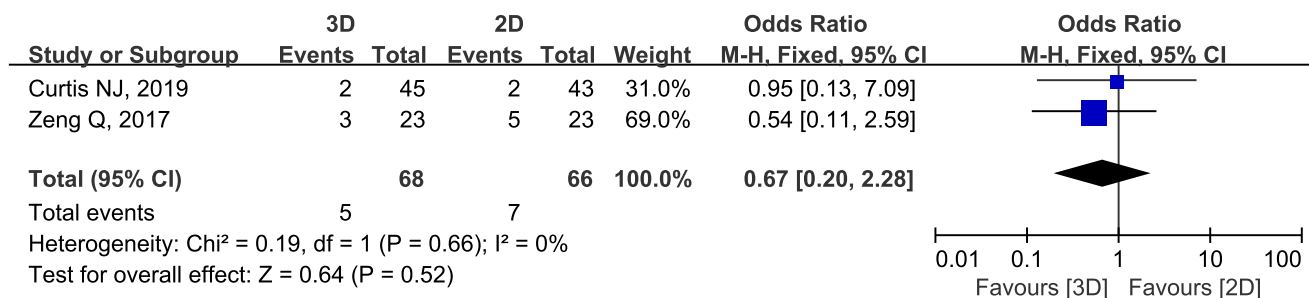 3D 2D Odds Ratio Odds Ratio
Study or Subgroup Events Total Events Total Weight M-H, Fixed, 95% CI M-H, Fixed, 95% CI
Curtis NJ, 2019 2 45 2 43 31.0% 0.95 [0.13, 7.09]
Zeng Q, 2017 3 23 5 23 69.0% 0.54 [0.11, 2.59]
Total (95% CI) 68 66 100.0% 0.67 [0.20, 2.28]
Total events 5 7
Heterogeneity: Chi² = 0.19, df = 1 (P = 0.66); I² = 0%
Test for overall effect: Z = 0.64 (P = 0.52)
0.01 0.1 1 10 100
Favours [3D] Favours [2D]